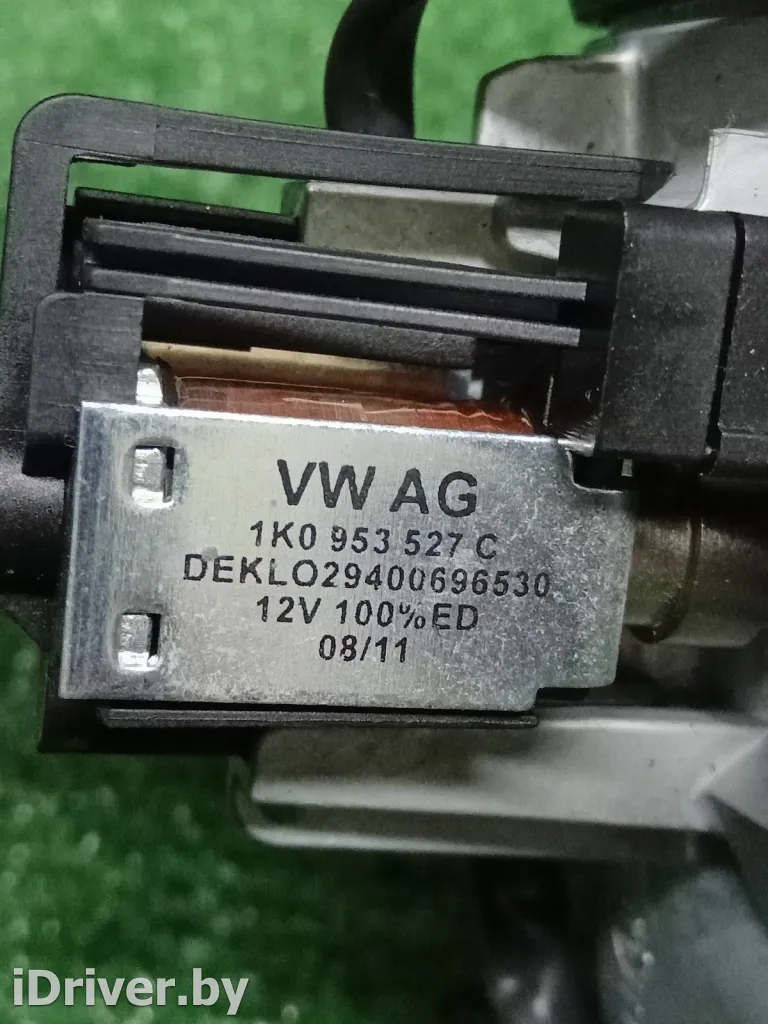 VW AG
1K0 953 527 C
DEKLO29400696530
12V 100% ED
08/11
iDriver.by